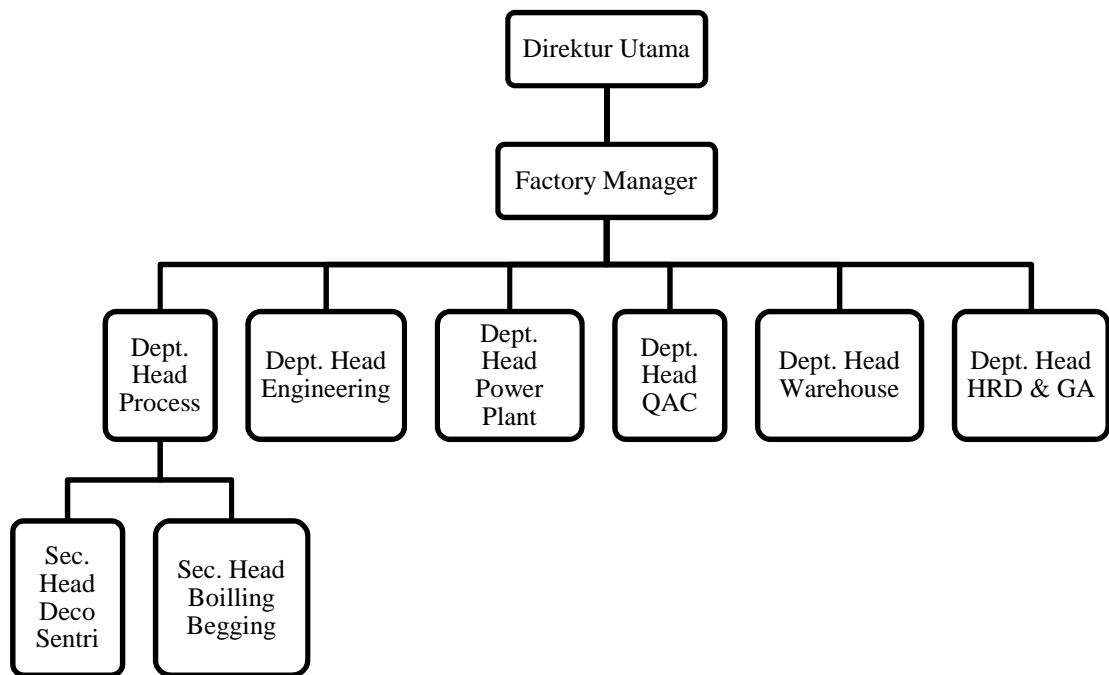 Direktur Utama
Factory Manager
Dept.
Head
Process
Dept. Head
Engineering
Dept.
Head
Power
Plant
Dept.
Head
QAC
Dept. Head
Warehouse
Dept. Head
HRD & GA
Sec.
Head
Deco
Sentri
Sec. Head
Boilling
Begging